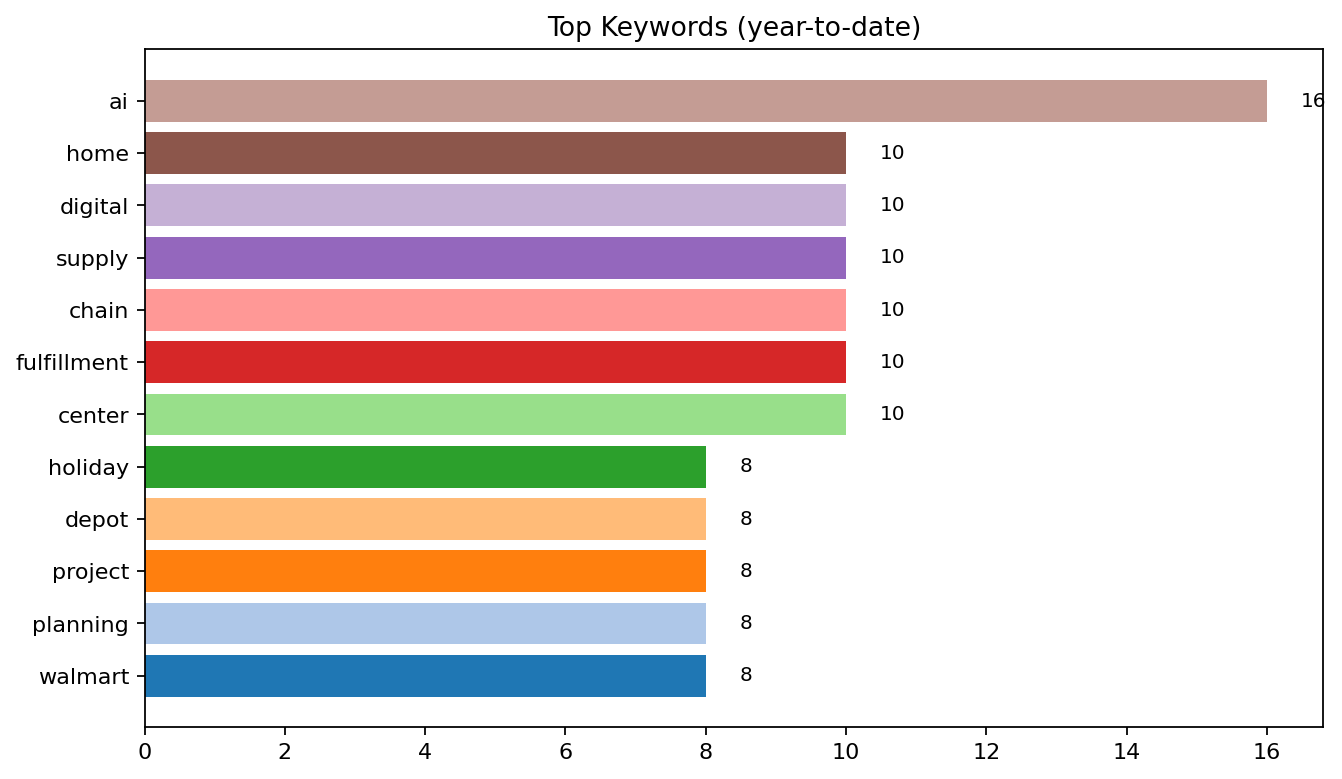 Top Keywords (year-to-date)
ai 16
home 10
digital 10
supply 10
chain 10
fulfillment 10
center 10
holiday 8
depot 8
project 8
planning 8
walmart 8
0 2 4 6 8 10 12 14 16